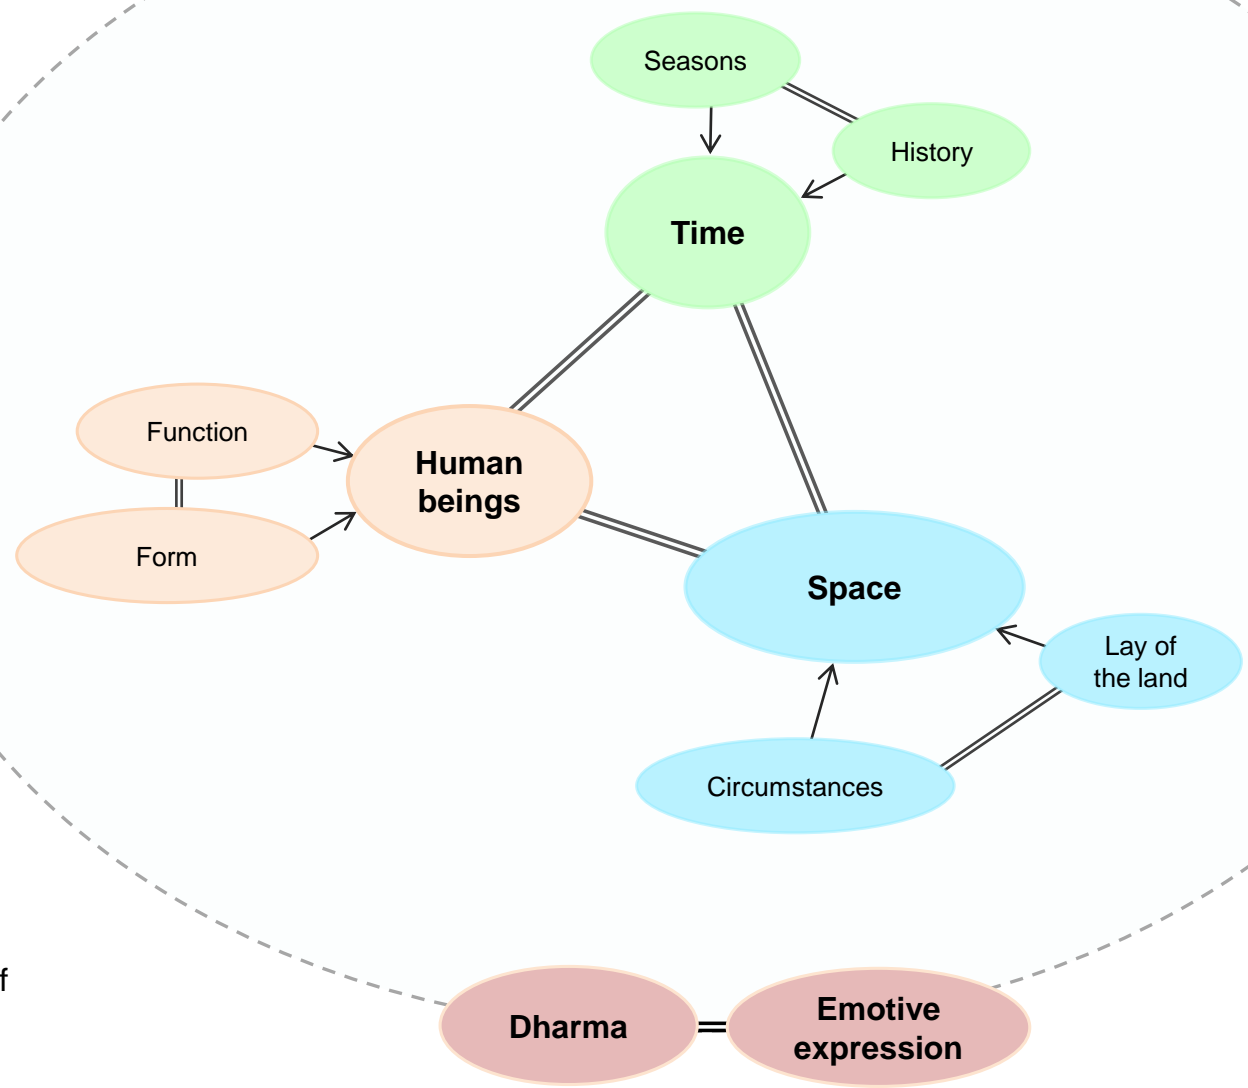 Seasons
History
Time
Function
Human
beings
Form
Space
Lay of
the land
Circumstances
f
Dharma
Emotive
expression